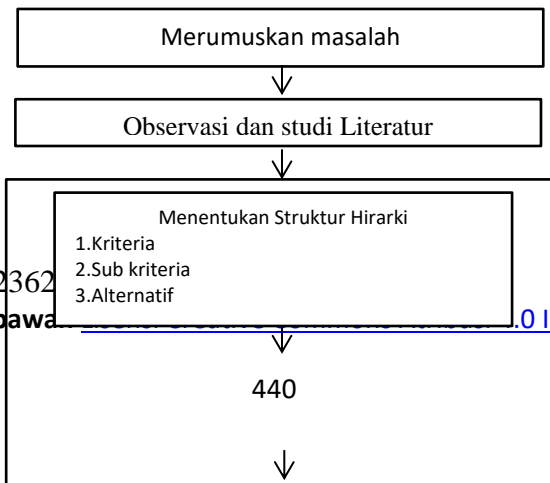 Merumuskan masalah
Observasi dan studi Literatur
Menentukan Struktur Hirarki
1.Kriteria
2.Sub kriteria
3.Alternatif
2362
.0 I
440